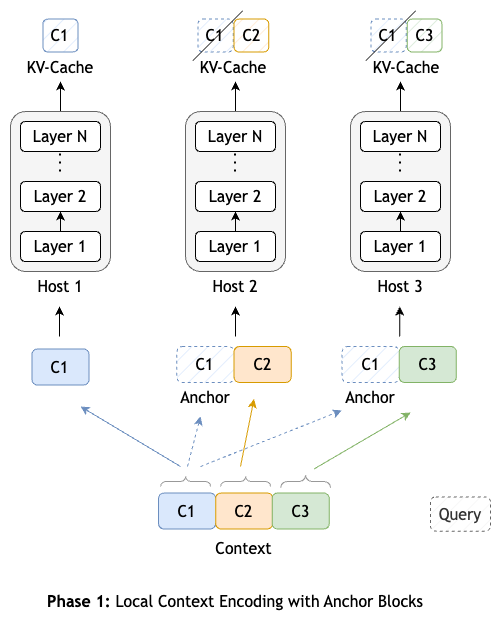 C1
C1 C2
C1 C3
KV-Cache
KV-Cache
KV-Cache
Layer N
Layer N
Layer N
Layer 2
Layer 2
Layer 2
Layer 1
Layer 1
Layer 1
Host 1
Host 2
Host 3
C1
C1 C2
C1 C3
Anchor
Anchor
C1 C2 C3
Query
Context
Phase 1: Local Context Encoding with Anchor Blocks